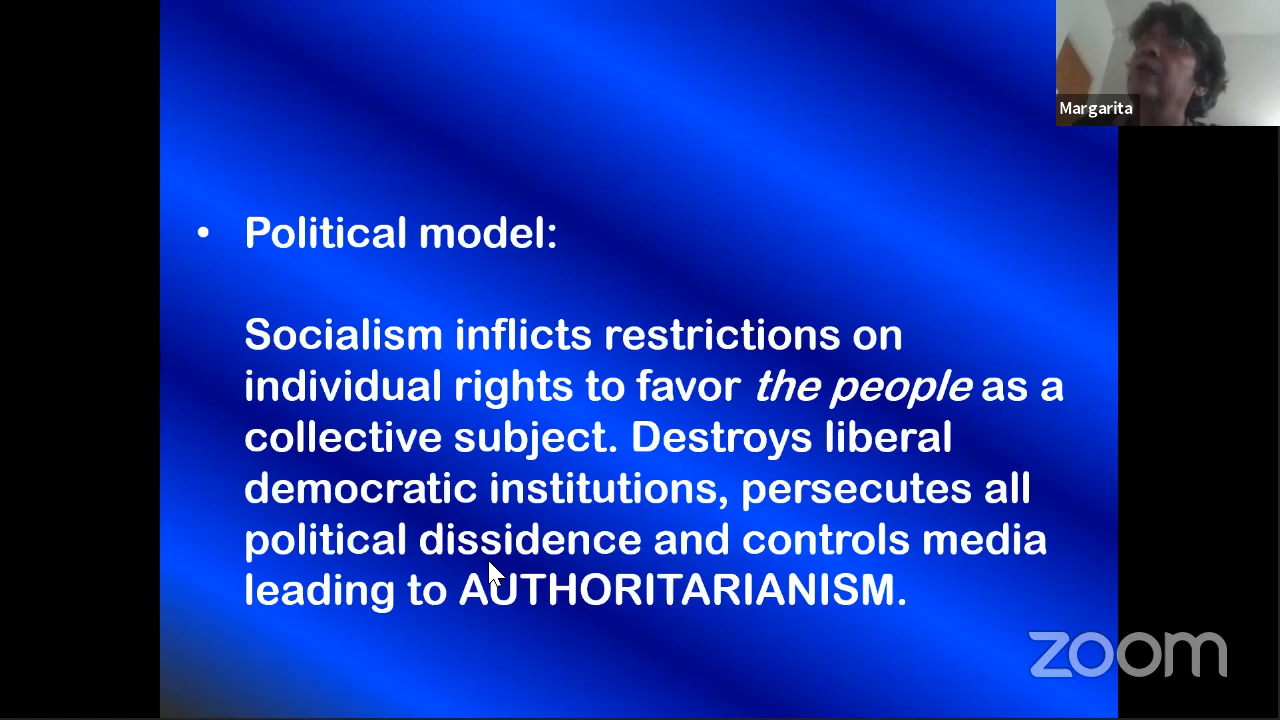 Margarita
• Political model:
Socialism inflicts restrictions on
individual rights to favor the people as a
collective subject. Destroys liberal
democratic institutions, persecutes all
political dissidence and controls media
leading to AUTHORITARIANISM.
zoom